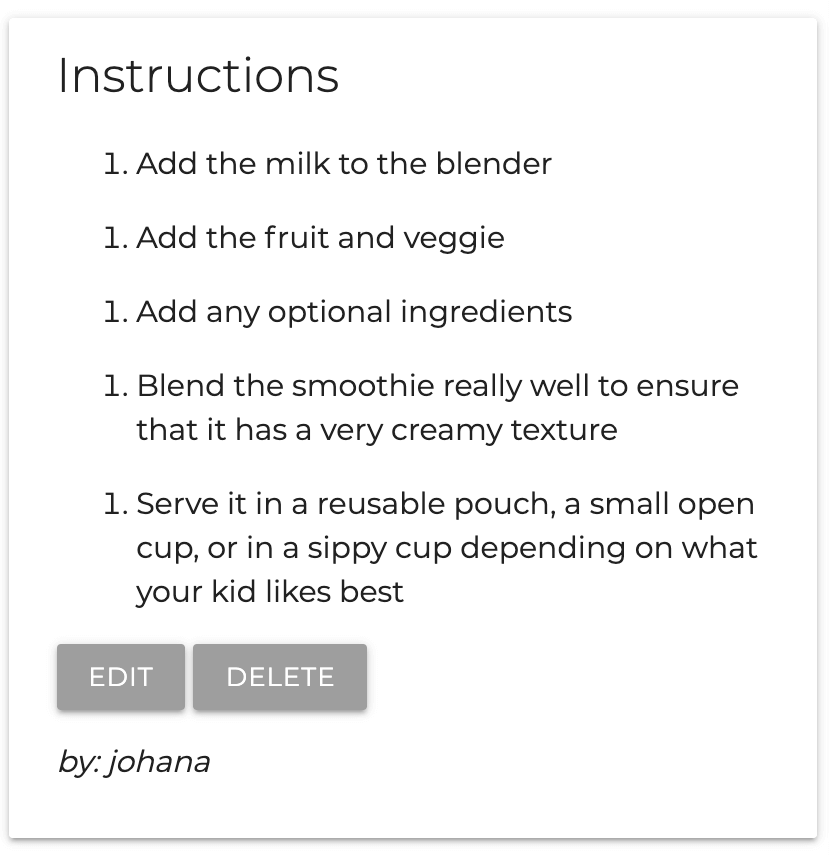 Instructions
1. Add the milk to the blender
1. Add the fruit and veggie
1. Add any optional ingredients
1. Blend the smoothie really well to ensure
that it has a very creamy texture
1. Serve it in a reusable pouch, a small open
cup, or in a sippy cup depending on what
your kid likes best
EDIT DELETE
by: johana